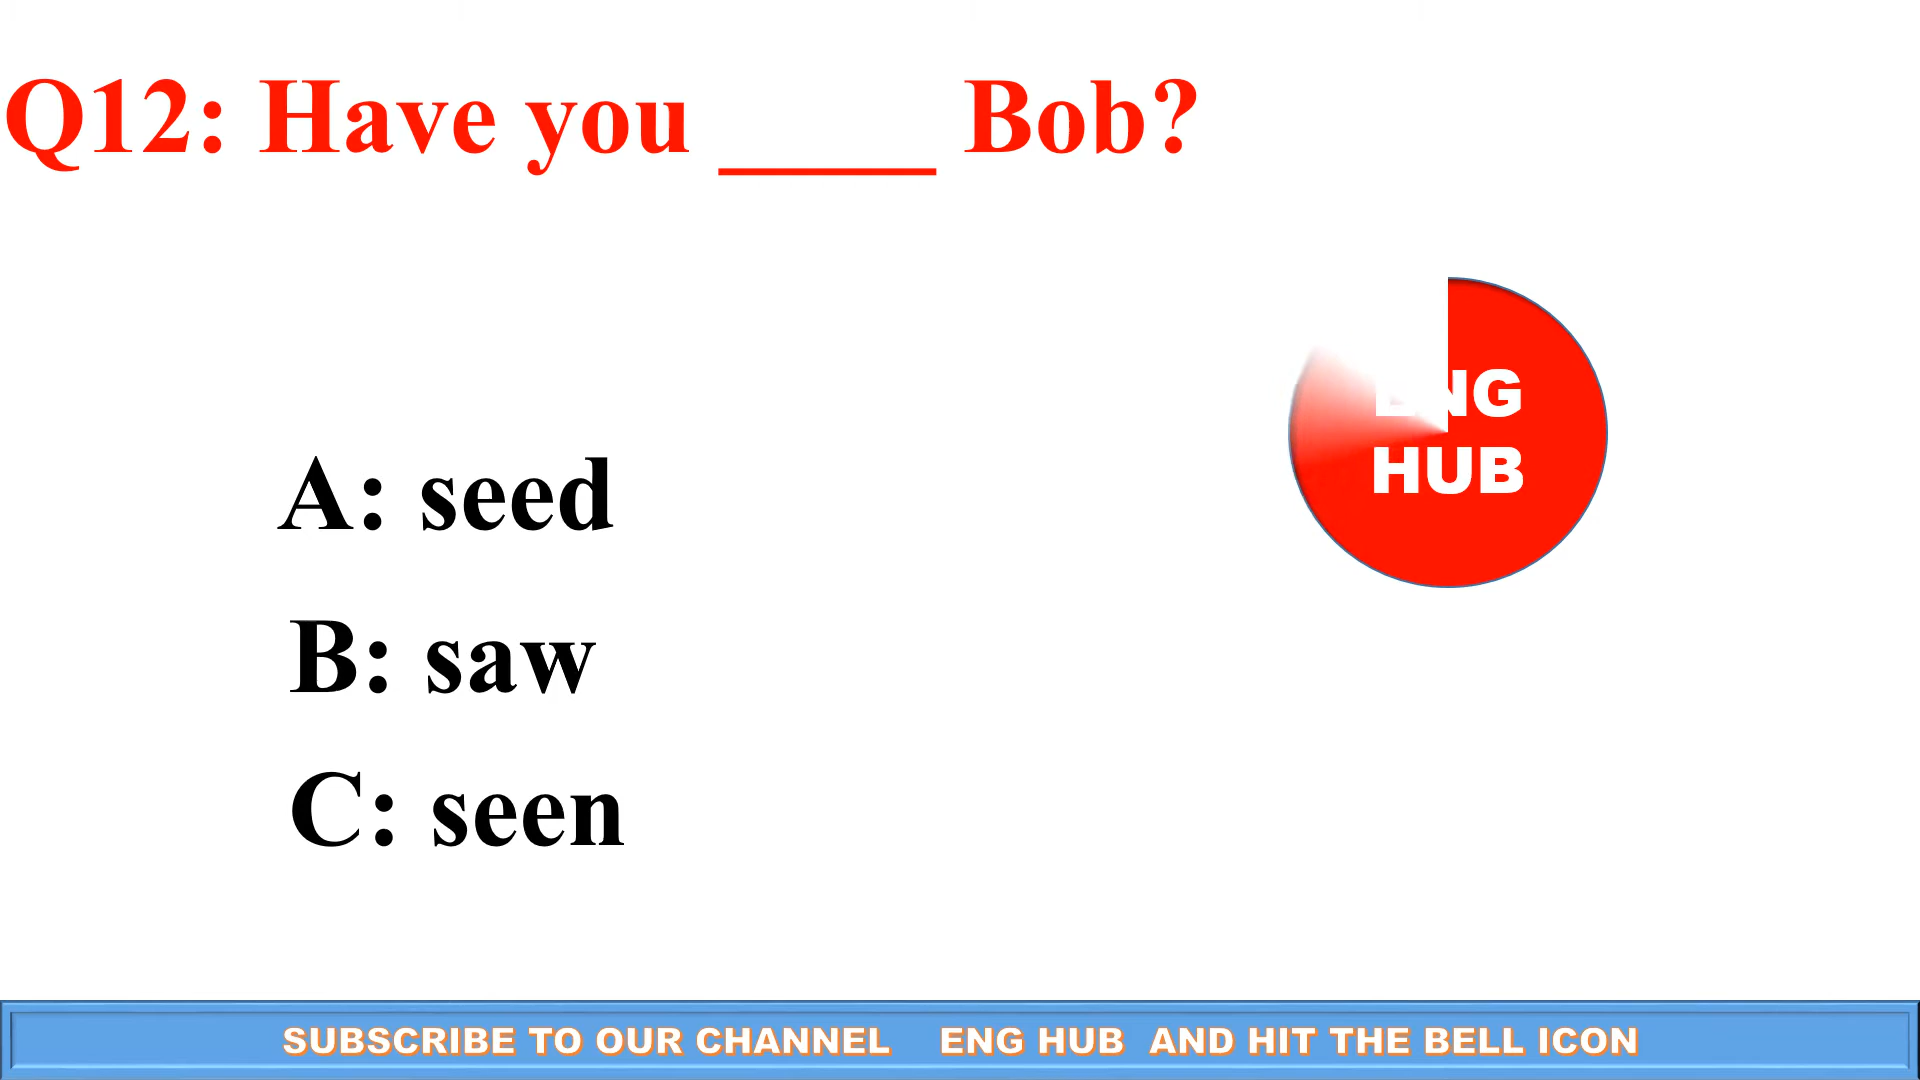 Q12: Have you ____ Bob?
ENG
HUB
A: seed
B: saw
C: seen
SUBSCRIBE TO OUR CHANNEL ENG HUB AND HIT THE BELL ICON